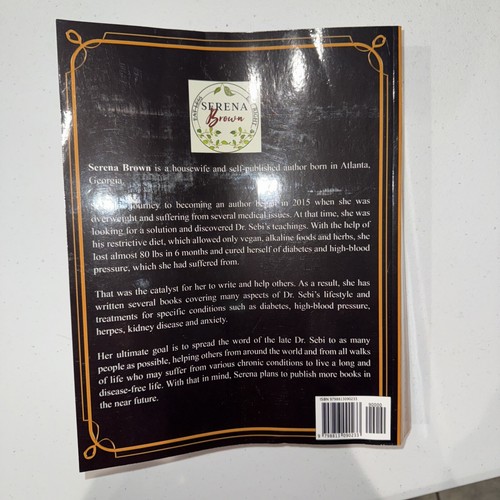 SERENA
Brown
Serena Brown is a housewife and self-published author born in Atlanta,
Georgia.
journey to becoming an author 2015 when she was
overweight and suffering from several medical issues. At that time, she was
looking for a solution and discovered Dr. Sebi's teachings. With the help of
his restrictive diet, which allowed only vegan, alkaline foods and herbs, she
lost almost 80 lbs in 6 months and cured herself of diabetes and high-blood
pressure, which she had suffered from.
That was the catalyst for her to write and help others. As a result, she has
written several books covering many aspects of Dr. Sebi's lifestyle and
treatments for specific conditions such as diabetes, high-blood pressure,
herpes, kidney disease and anxiety.
Her ultimate goal is to spread the word of the late Dr. Sebi to as many
people as possible, helping others from around the world and from all walks
of life who may suffer from various chronic conditions to live a long and
disease-free life. With that in mind, Serena plans to publish more books in
the near future.
90000